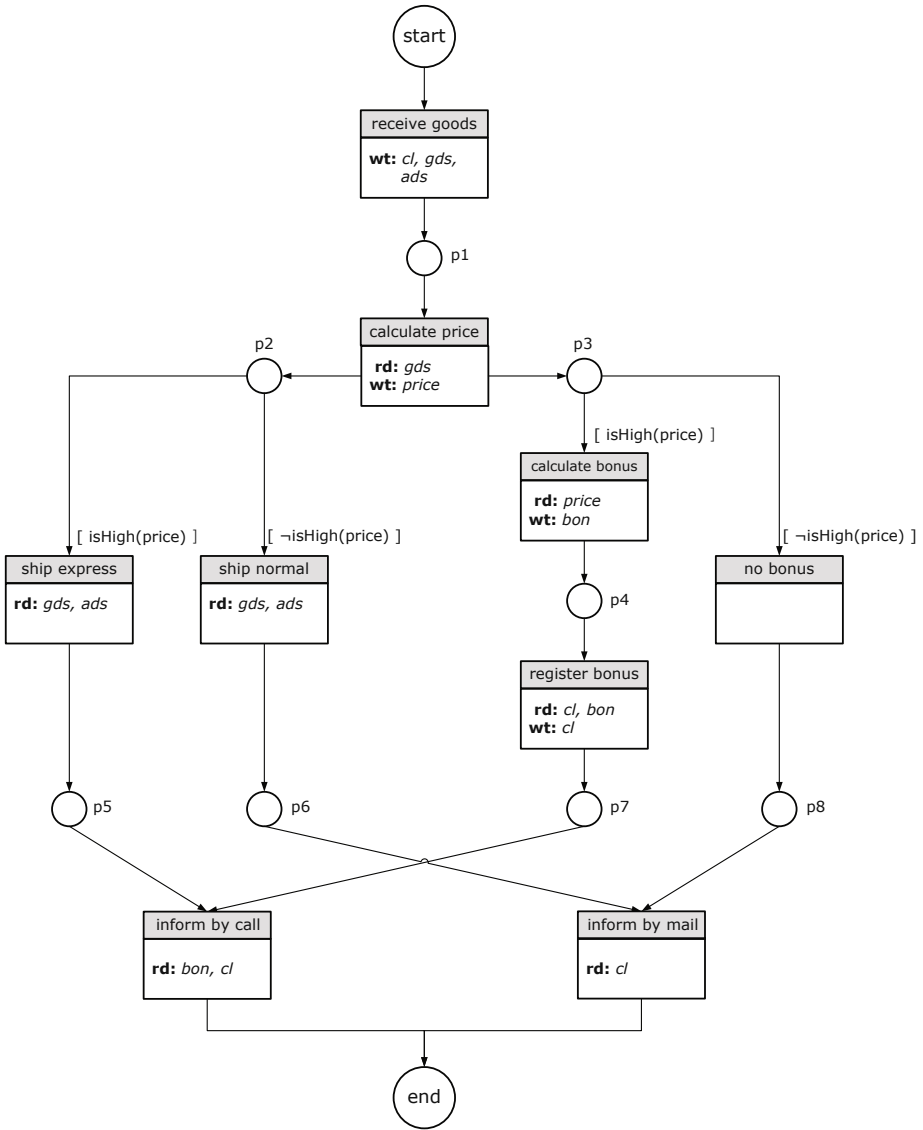 start
receive goods
wt: cl, gds,
ads
p1
calculate price
rd: gds
wt: price
p2
p3
[ isHigh(price) ]
calculate bonus
rd: price
wt: bon
[ isHigh(price) ]
[ ¬isHigh(price) ]
[ ¬isHigh(price) ]
ship express
rd: gds, ads
ship normal
rd: gds, ads
no bonus
p4
register bonus
rd: cl, bon
wt: cl
p5
p6
p7
p8
inform by call
rd: bon, cl
inform by mail
rd: cl
end